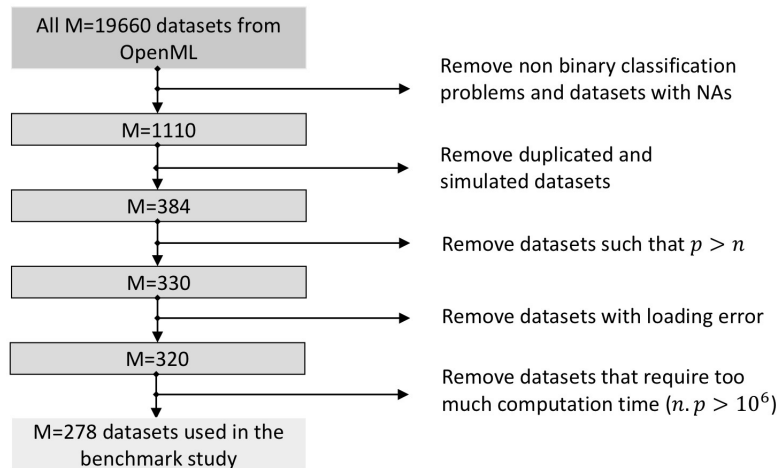 All M=19660 datasets from
OpenML
Remove non binary classification
problems and datasets with NAs
M=1110
Remove duplicated and
simulated datasets
M=384
Remove datasets such that p > n
M=330
Remove datasets with loading error
M=320
Remove datasets that require too
much computation time (n. p > 10⁶)
M=278 datasets used in the
benchmark study